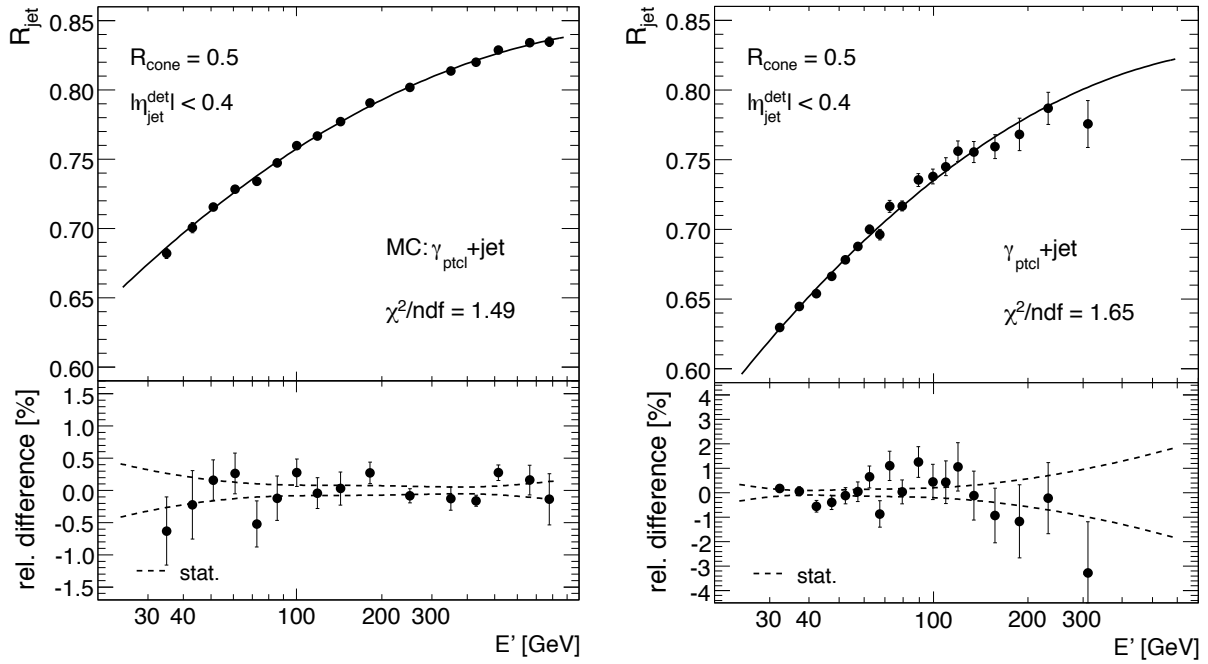 R_jet
0.85
0.80
0.75
0.70
0.65
0.60
R_cone = 0.5
|η^det_jet| < 0.4
MC: γ_ptcl+jet
χ²/ndf = 1.49
rel. difference [%]
1.5
1.0
0.5
0.0
-0.5
-1.0
-1.5
stat.
30 40 100 200 300
E' [GeV]
R_jet
0.85
0.80
0.75
0.70
0.65
0.60
R_cone = 0.5
|η^det_jet| < 0.4
γ_ptcl+jet
χ²/ndf = 1.65
rel. difference [%]
4
3
2
1
0
-1
-2
-3
-4
stat.
30 40 100 200 300
E' [GeV]